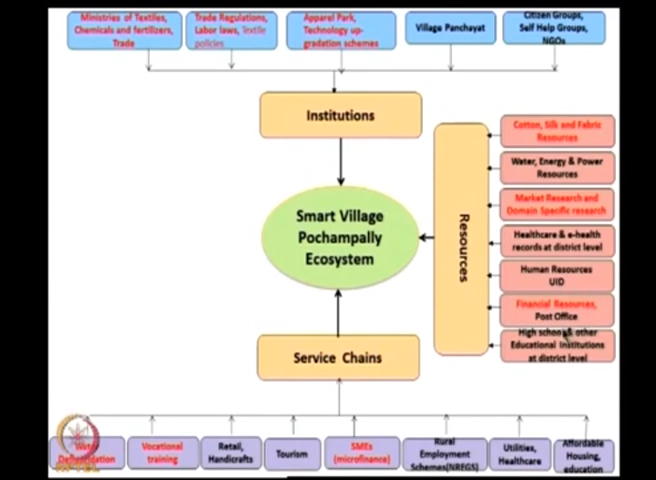 Ministries of Textiles,
Chemicals and fertilizers,
Trade
Trade Regulations,
Labor laws, Textile
policies
Apparel Park,
Technology up-
gradation schemes
Village Panchayat
Citizen Groups,
Self Help Groups,
NGOs
Institutions
Smart Village
Pochampally
Ecosystem
Resources
Cotton, Silk and Fabric
Resources
Water, Energy & Power
Resources
Market Research and
Domain Specific research
Healthcare & e-health
records at district level
Human Resources
UID
Financial Resources,
Post Office
High school & other
Educational Institutions
at district level
Service Chains
Water
Vocational
training
Retail,
Handicrafts
Tourism
SMEs
(microfinance)
Rural
Employment
Schemes(NREGS)
Utilities,
Healthcare
Affordable
Housing,
education
NPTEL